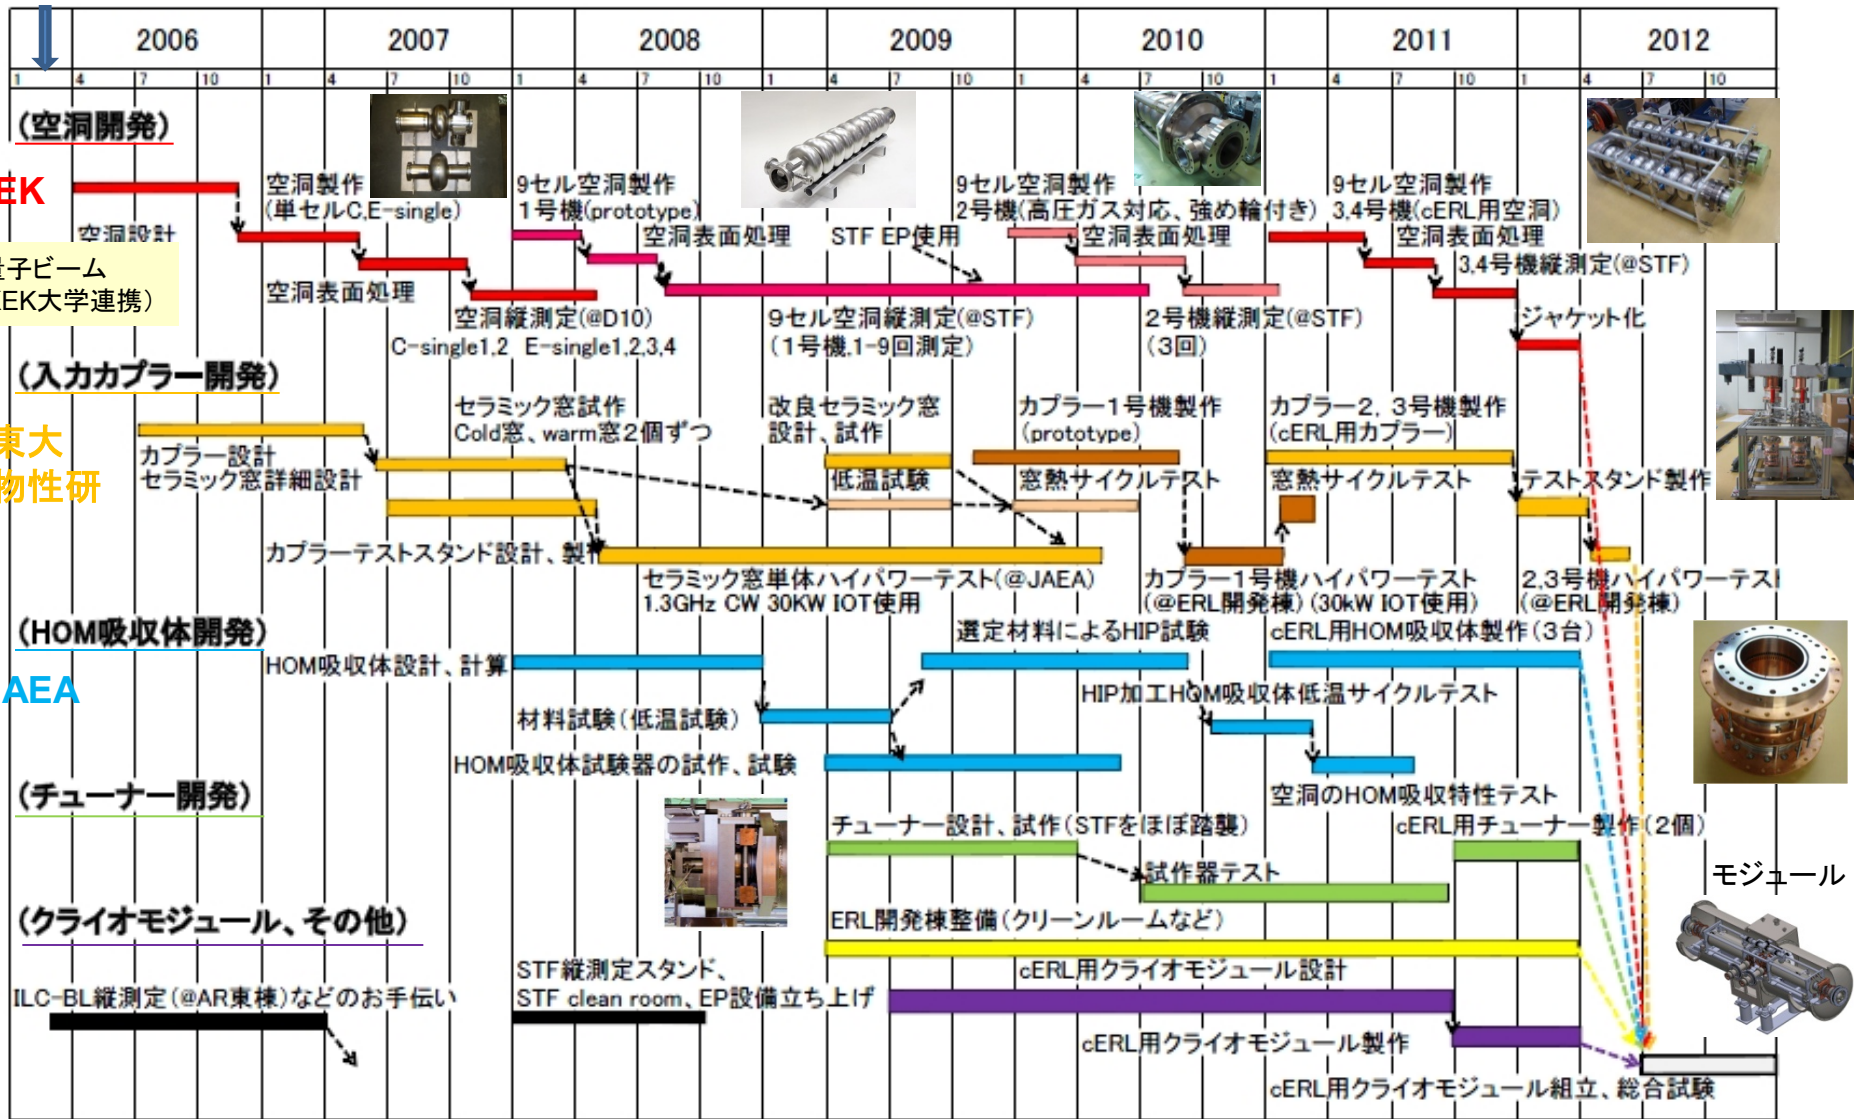 2006 2007 2008 2009 2010 2011 2012
1 4 7 10 1 4 7 10 1 4 7 10 1 4 7 10 1 4 7 10 1 4 7 10 1 4 7 10
(空洞開発)
EK
空洞設計
量子ビーム
KEK大学連携）
空洞製作
(単セルC,E-single)
空洞表面処理
空洞縦測定(@D10)
C-single1,2 E-single1,2,3,4
9セル空洞製作
1号機(prototype)
空洞表面処理
STF EP使用
9セル空洞縦測定(@STF)
(1号機,1-9回測定)
9セル空洞製作
2号機(高圧ガス対応、強め輪付き)
空洞表面処理
2号機縦測定(@STF)
(3回)
9セル空洞製作
3,4号機(cERL用空洞)
空洞表面処理
3,4号機縦測定(@STF)
ジャケット化
(入力カプラー開発)
東大
物性研
カプラー設計
セラミック窓詳細設計
セラミック窓試作
Cold窓、warm窓2個ずつ
カプラーテストスタンド設計、製
改良セラミック窓
設計、試作
低温試験
セラミック窓単体ハイパワーテスト(@JAEA)
1.3GHz CW 30KW IOT使用
カプラー1号機製作
(prototype)
窓熱サイクルテスト
カプラー1号機ハイパワーテスト
(@ERL開発棟)(30kW IOT使用)
カプラー2, 3号機製作
(cERL用カプラー)
窓熱サイクルテスト
テストスタンド製作
2,3号機ハイパワーテスト
(@ERL開発棟)
(HOM吸収体開発)
AEA
HOM吸収体設計、計算
材料試験(低温試験)
HOM吸収体試験器の試作、試験
選定材料によるHIP試験
HIP加工HOM吸収体低温サイクルテスト
cERL用HOM吸収体製作(3台)
空洞のHOM吸収特性テスト
(チューナー開発)
チューナー設計、試作(STFをほぼ踏襲)
試作器テスト
cERL用チューナー製作(2個)
モジュール
(クライオモジュール、その他)
ILC-BL縦測定(@AR東棟)などのお手伝い
STF縦測定スタンド、
STF clean room、EP設備立ち上げ
ERL開発棟整備(クリーンルームなど)
cERL用クライオモジュール設計
cERL用クライオモジュール製作
cERL用クライオモジュール組立、総合試験